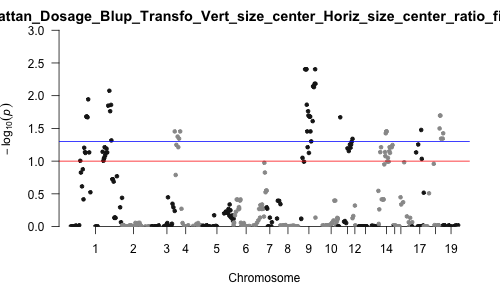 attan_Dosage_Blup_Transfo_Vert_size_center_Horiz_size_center_ratio_fi
3.0
2.5
2.0
1.5
1.0
0.5
0.0
− log10(p)
1 2 3 4 5 6 7 8 9 10 12 14 17 19
Chromosome